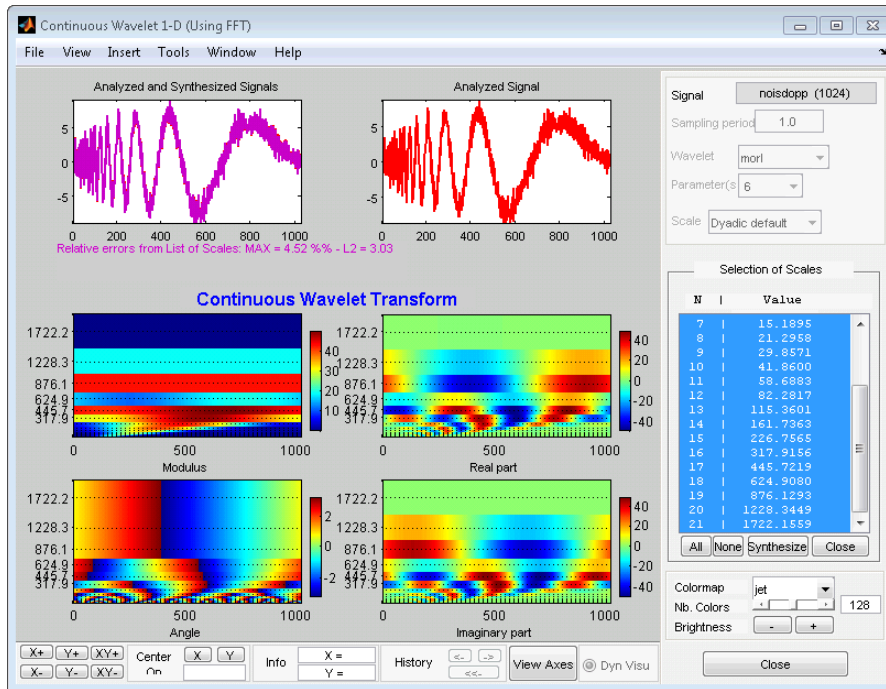 Continuous Wavelet 1-D (Using FFT)
File View Insert Tools Window Help
Analyzed and Synthesized Signals
5
0
-5
0 200 400 600 800 1000
Relative errors from List of Scales: MAX = 4.52 %% - L2 = 3.03
Analyzed Signal
5
0
-5
0 200 400 600 800 1000
Continuous Wavelet Transform
1722.2
1228.3
876.1
624.9
445.7
317.9
0 500 1000
Modulus
40
30
20
10
1722.2
1228.3
876.1
624.9
445.7
317.9
0 500 1000
Real part
40
20
0
-20
-40
1722.2
1228.3
876.1
624.9
445.7
317.9
0 500 1000
Angle
2
0
-2
1722.2
1228.3
876.1
624.9
445.7
317.9
0 500 1000
Imaginary part
40
20
0
-20
-40
Signal noisdopp (1024)
Sampling period 1.0
Wavelet morl
Parameter(s 6
Scale Dyadic default
Selection of Scales
N | Value
7 | 15.1895
8 | 21.2958
9 | 29.8571
10 | 41.8600
11 | 58.6883
12 | 82.2817
13 | 115.3601
14 | 161.7363
15 | 226.7565
16 | 317.9156
17 | 445.7219
18 | 624.9080
19 | 876.1293
20 | 1228.3449
21 | 1722.1559
All None Synthesize Close
Colormap jet
Nb. Colors 128
Brightness - +
Close
X+ Y+ XY+
X- Y- XY-
Center X Y
On
Info X =
Y =
History <- ->
<<-
View Axes
Dyn Visu